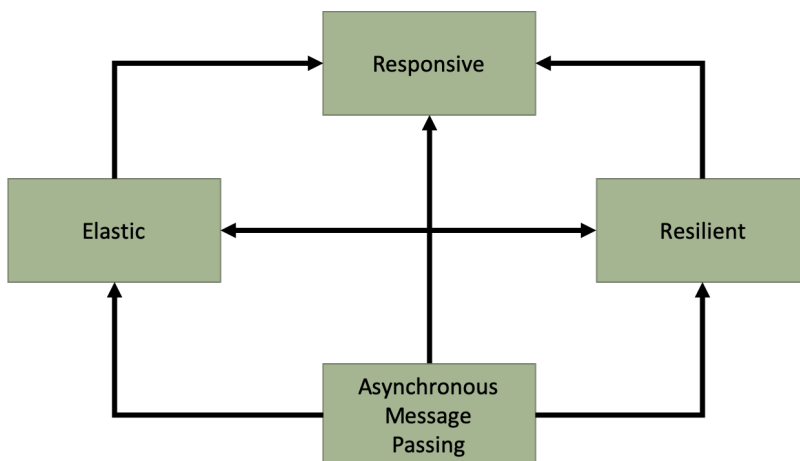 Responsive
Elastic
Resilient
Asynchronous
Message
Passing